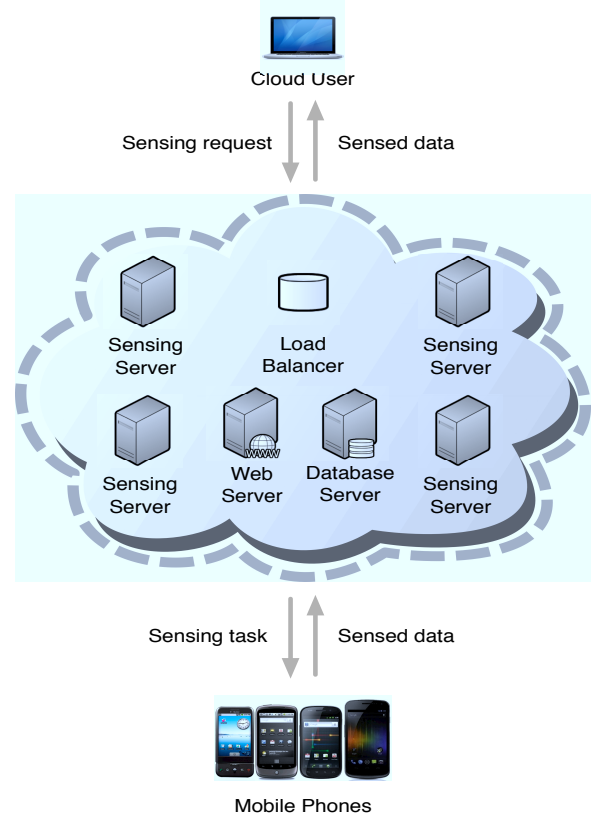 Cloud User
Sensing request
Sensed data
Sensing
Server
Load
Balancer
Sensing
Server
Sensing
Server
WWW
Web
Server
Database
Server
Sensing
Server
Sensing task
Sensed data
Mobile Phones